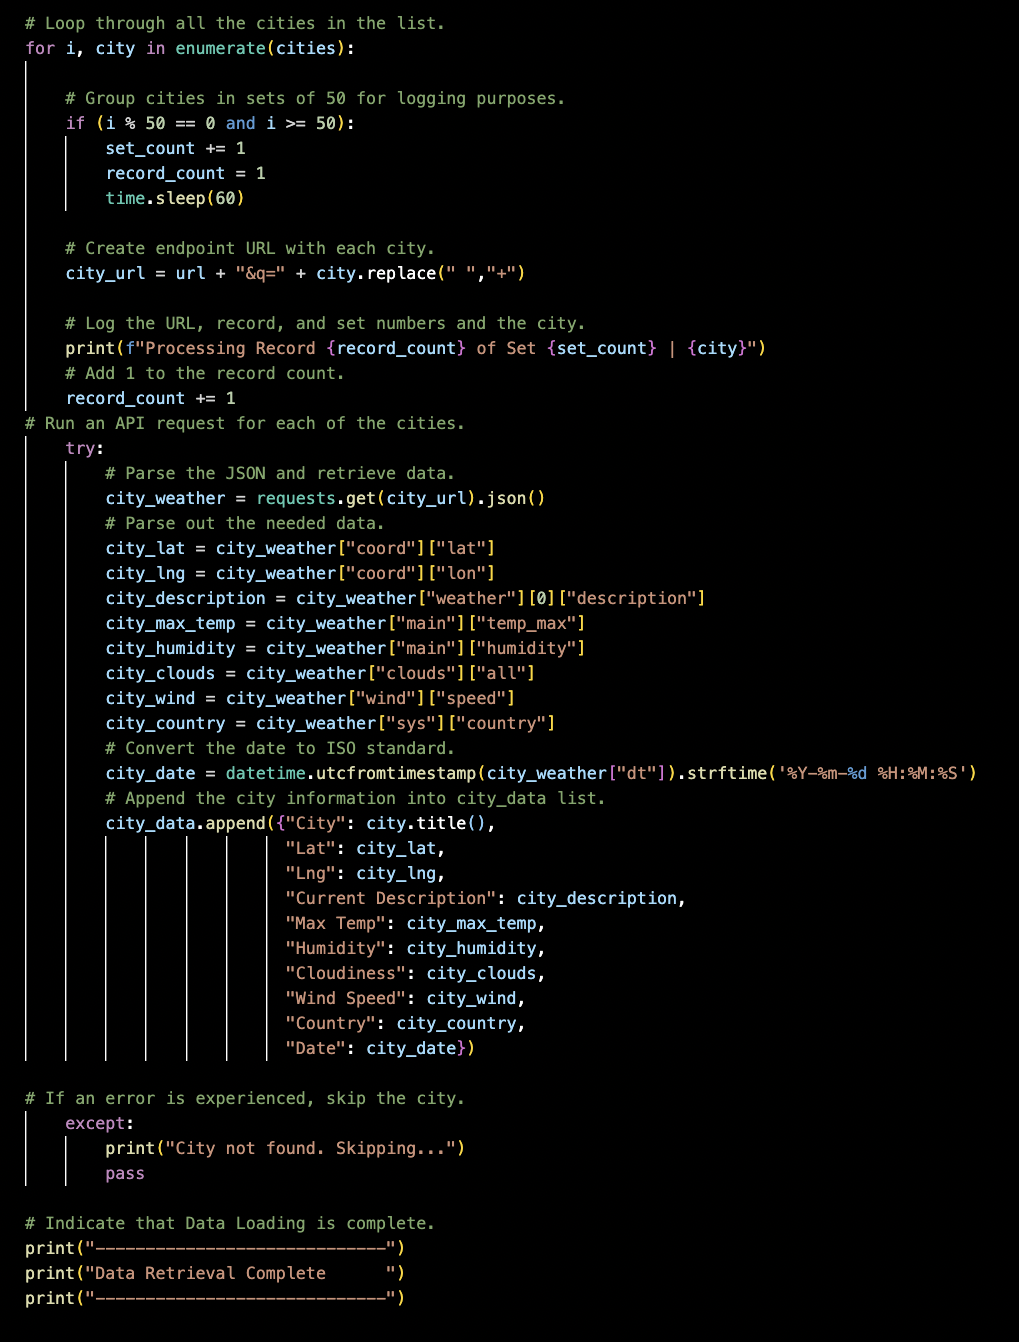 # Loop through all the cities in the list.
for i, city in enumerate(cities):

    # Group cities in sets of 50 for logging purposes.
    if (i % 50 == 0 and i >= 50):
        set_count += 1
        record_count = 1
        time.sleep(60)

    # Create endpoint URL with each city.
    city_url = url + "&q=" + city.replace(" ","+")

    # Log the URL, record, and set numbers and the city.
    print(f"Processing Record {record_count} of Set {set_count} | {city}")
    # Add 1 to the record count.
    record_count += 1
# Run an API request for each of the cities.
    try:
        # Parse the JSON and retrieve data.
        city_weather = requests.get(city_url).json()
        # Parse out the needed data.
        city_lat = city_weather["coord"]["lat"]
        city_lng = city_weather["coord"]["lon"]
        city_description = city_weather["weather"][0]["description"]
        city_max_temp = city_weather["main"]["temp_max"]
        city_humidity = city_weather["main"]["humidity"]
        city_clouds = city_weather["clouds"]["all"]
        city_wind = city_weather["wind"]["speed"]
        city_country = city_weather["sys"]["country"]
        # Convert the date to ISO standard.
        city_date = datetime.utcfromtimestamp(city_weather["dt"]).strftime('%Y-%m-%d %H:%M:%S')
        # Append the city information into city_data list.
        city_data.append({"City": city.title(),
                          "Lat": city_lat,
                          "Lng": city_lng,
                          "Current Description": city_description,
                          "Max Temp": city_max_temp,
                          "Humidity": city_humidity,
                          "Cloudiness": city_clouds,
                          "Wind Speed": city_wind,
                          "Country": city_country,
                          "Date": city_date})

# If an error is experienced, skip the city.
    except:
        print("City not found. Skipping...")
        pass

# Indicate that Data Loading is complete.
print("-----------------------------")
print("Data Retrieval Complete      ")
print("-----------------------------")